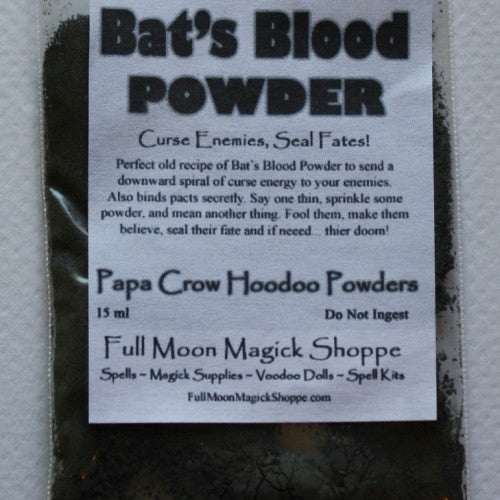 Bat's Blood
POWDER
Curse Enemies, Seal Fates!
Perfect old recipe of Bat's Blood Powder to send a
downward spiral of curse energy to your enemies.
Also binds pacts secretly. Say one thin, sprinkle some
powder, and mean another thing. Fool them, make them
believe, seal their fate and if neeed... thier doom!
Papa Crow Hoodoo Powders
15 ml Do Not Ingest
Full Moon Magick Shoppe
Spells ~ Magick Supplies ~ Voodoo Dolls ~ Spell Kits
FullMoonMagickShoppe.com